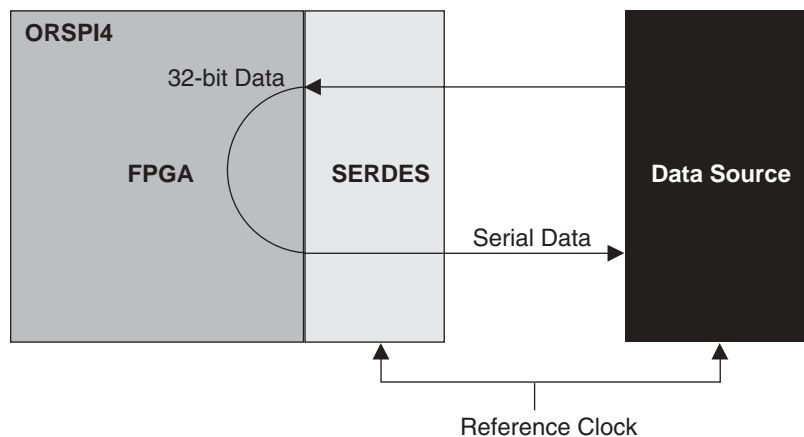 ORSPI4
32-bit Data
FPGA
SERDES
Data Source
Serial Data
Reference Clock